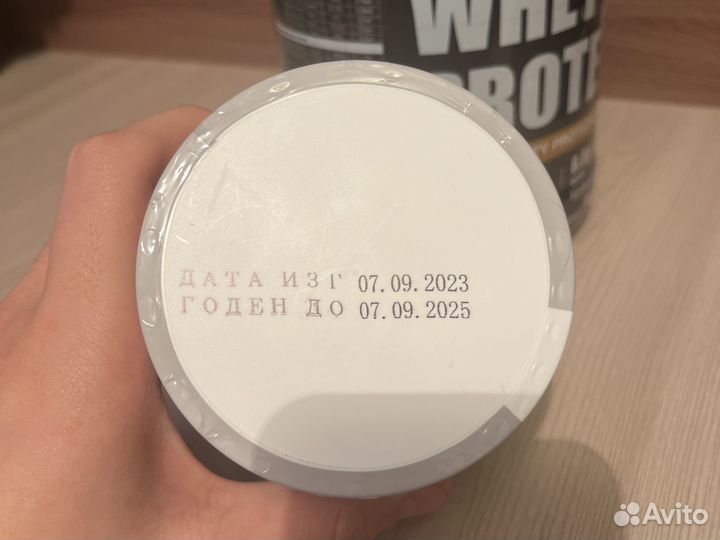 WHEY
PROTE
ДАТА ИЗГ 07.09.2023
ГОДЕН ДО 07.09.2025
Avito